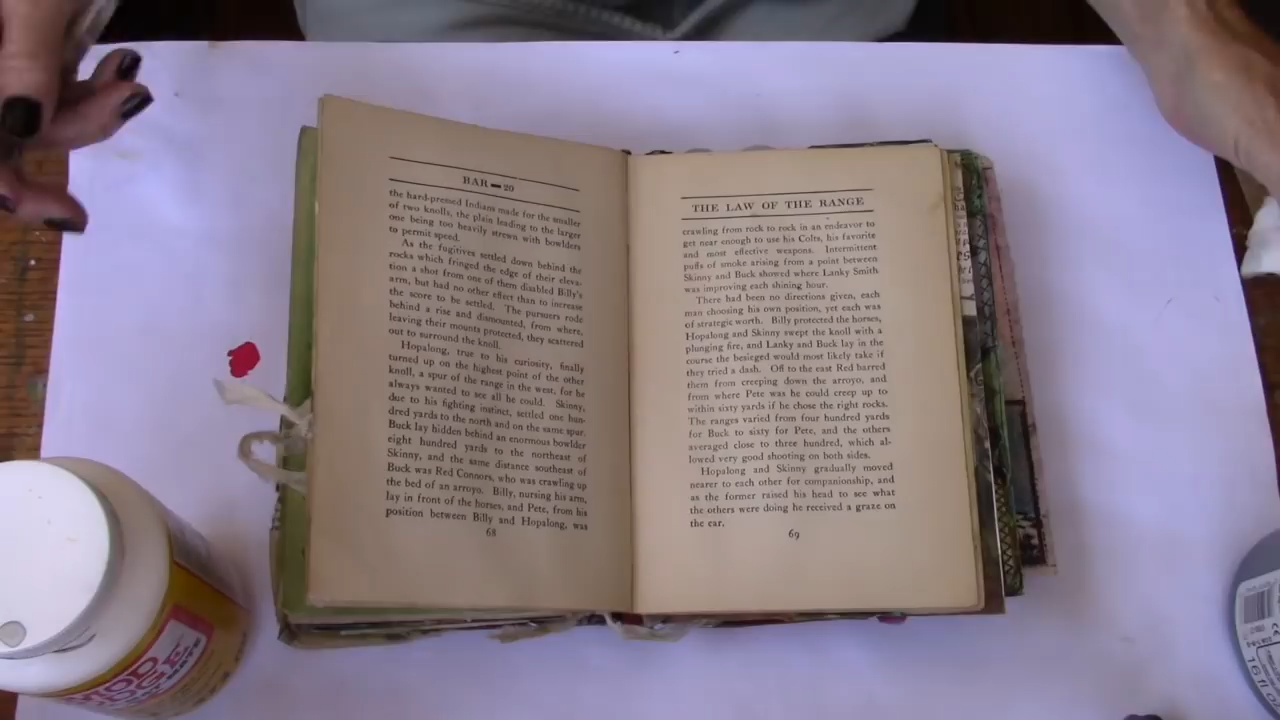 BAR—20
the hard-pressed Indians made for the smaller
of two knolls, the plain leading to the larger
one being too heavily strewn with bowlders
to permit speed.
As the fugitives settled down behind the
rocks which fringed the edge of their eleva-
tion a shot from one of them disabled Billy's
arm, but had no other effect than to increase
the score to be settled. The pursuers rode
behind a rise and dismounted, from where,
leaving their mounts protected, they scattered
out to surround the knoll.
Hopalong, true to his curiosity, finally
turned up on the highest point of the other
knoll, a spur of the range in the west, for he
always wanted to see all he could. Skinny,
due to his fighting instinct, settled one hun-
dred yards to the north and on the same spur.
Buck lay hidden behind an enormous bowlder
eight hundred yards to the northeast of
Skinny, and the same distance southeast of
Buck was Red Connors, who was crawling up
the bed of an arroyo. Billy, nursing his arm,
lay in front of the horses, and Pete, from his
position between Billy and Hopalong, was
68
THE LAW OF THE RANGE
crawling from rock to rock in an endeavor to
get near enough to use his Colts, his favorite
and most effective weapons. Intermittent
puffs of smoke arising from a point between
Skinny and Buck showed where Lanky Smith
was improving each shining hour.
There had been no directions given, each
man choosing his own position, yet each was
of strategic worth. Billy protected the horses,
Hopalong and Skinny swept the knoll with a
plunging fire, and Lanky and Buck lay in the
course the besieged would most likely take if
they tried a dash. Off to the east Red barred
them from creeping down the arroyo, and
from where Pete was he could creep up to
within sixty yards if he chose the right rocks.
The ranges varied from four hundred yards
for Buck to sixty for Pete, and the others
averaged close to three hundred, which al-
lowed very good shooting on both sides.
Hopalong and Skinny gradually moved
nearer to each other for companionship, and
as the former raised his head to see what
the others were doing he received a graze on
the ear.
69
MOD
PODGE
MATTE
16 fl